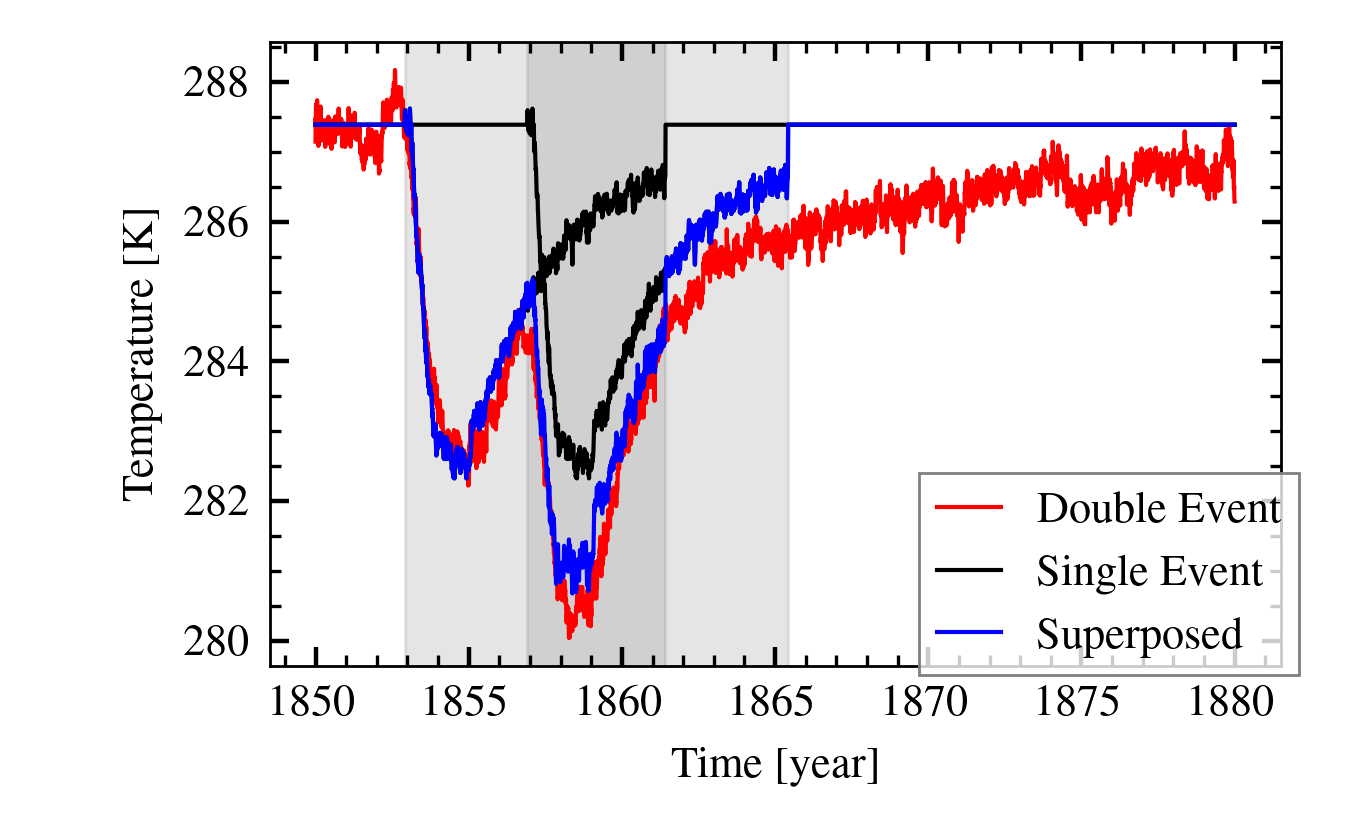 288
286
284
282
280
Temperature [K]
Double Event
Single Event
Superposed
1850 1855 1860 1865 1870 1875 1880
Time [year]